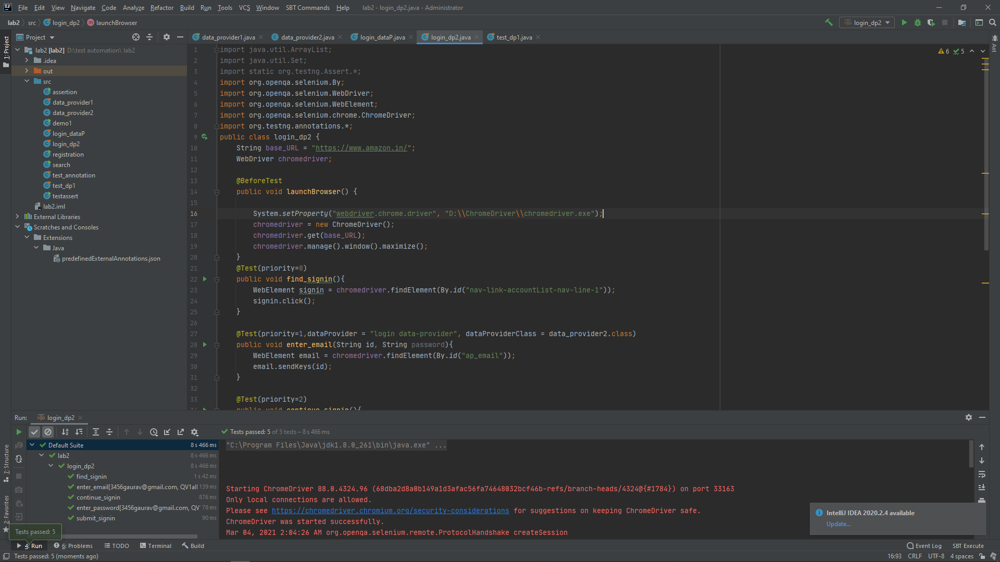 File Edit View Navigate Code Analyze Refactor Build Run Tools VCS Window SBT Commands Help lab2 - login_dp2.java - Administrator
lab2 src login_dp2 launchBrowser
login_dp2
Project
data_provider1.java data_provider2.java login_dataP.java login_dp2.java test_dp1.java
1: Project
Ant
lab2 [lab2] D:\test automation\ lab2
.idea
out
src
assertion
data_provider1
data_provider2
demo1
login_dataP
login_dp2
registration
search
test_annotation
test_dp1
testassert
lab2.iml
External Libraries
Scratches and Consoles
Extensions
Java
predefinedExternalAnnotations.json
6 5
1 import java.util.ArrayList;
2 import java.util.Set;
3 import static org.testng.Assert.*;
4 import org.openqa.selenium.By;
5 import org.openqa.selenium.WebDriver;
6 import org.openqa.selenium.WebElement;
7 import org.openqa.selenium.chrome.ChromeDriver;
8 import org.testng.annotations.*;
9 public class login_dp2 {
10 String base_URL = "https://www.amazon.in/";
11 WebDriver chromedriver;
12
13 @BeforeTest
14 public void launchBrowser() {
15
16 System.setProperty("webdriver.chrome.driver", "D:\\ChromeDriver\\chromedriver.exe");
17 chromedriver = new ChromeDriver();
18 chromedriver.get(base_URL);
19 chromedriver.manage().window().maximize();
20 }
21 @Test(priority=0)
22 public void find_signin(){
23 WebElement signin = chromedriver.findElement(By.id("nav-link-accountList-nav-line-1"));
24 signin.click();
25 }
26
27 @Test(priority=1,dataProvider = "login data-provider", dataProviderClass = data_provider2.class)
28 public void enter_email(String id, String password){
29 WebElement email = chromedriver.findElement(By.id("ap_email"));
30 email.sendKeys(id);
31 }
32
33 @Test(priority=2)
34 public void continue_signin(){
Run: login_dp2
Tests passed: 5 of 5 tests – 8 s 466 ms
Default Suite 8 s 466 ms
lab2 8 s 466 ms
login_dp2 8 s 466 ms
find_signin 1 s 42 ms
enter_email[3456gaurav@gmail.com, QV1all 139 ms
continue_signin 876 ms
enter_password[3456gaurav@gmail.com, QV 78 ms
submit_signin 90 ms
"C:\Program Files\Java\jdk1.8.0_261\bin\java.exe" ...
Starting ChromeDriver 88.0.4324.96 (68dba2d8a0b149a1d3afac56fa74648032bcf46b-refs/branch-heads/4324@{#1784}) on port 33163
Only local connections are allowed.
Please see https://chromedriver.chromium.org/security-considerations for suggestions on keeping ChromeDriver safe.
ChromeDriver was started successfully.
Mar 04, 2021 2:04:26 AM org.openqa.selenium.remote.ProtocolHandshake createSession
7: Structure
2: Favorites
IntelliJ IDEA 2020.2.4 available
Update...
Tests passed: 5
4: Run 6: Problems TODO Terminal Build Event Log SBT Execute
Tests passed: 5 (moments ago) 16:93 CRLF UTF-8 4 spaces